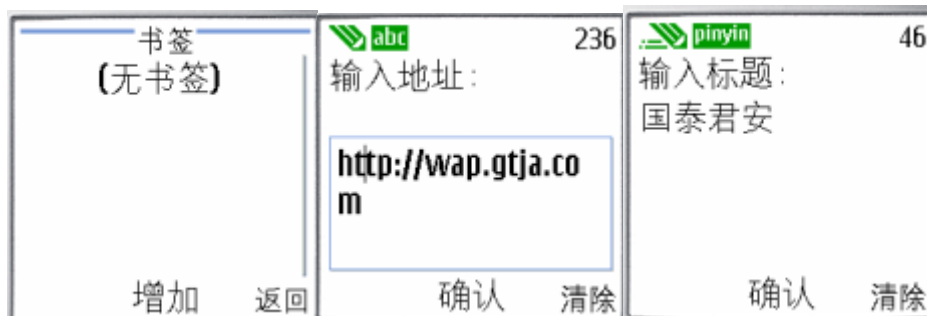 书签
(无书签)
增加 返回
abc 236
输入地址:
http://wap.gtja.co
m
确认 清除
pinyin 46
输入标题:
国泰君安
确认 清除